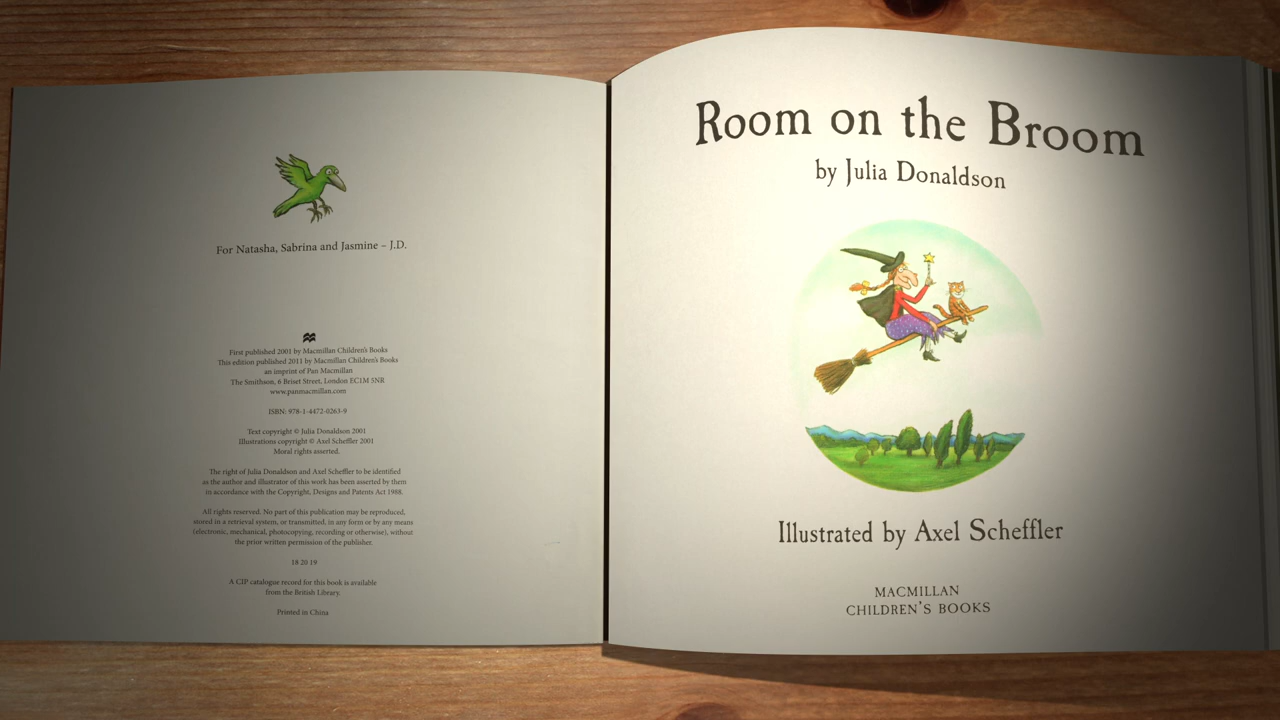 For Natasha, Sabrina and Jasmine – J.D.
First published 2001 by Macmillan Children's Books
This edition published 2011 by Macmillan Children's Books
an imprint of Pan Macmillan
The Smithson, 6 Briset Street, London EC1M 5NR
www.panmacmillan.com
ISBN: 978-1-4472-0263-9
Text copyright © Julia Donaldson 2001
Illustrations copyright © Axel Scheffler 2001
Moral rights asserted.
The right of Julia Donaldson and Axel Scheffler to be identified
as the author and illustrator of this work has been asserted by them
in accordance with the Copyright, Designs and Patents Act 1988.
All rights reserved. No part of this publication may be reproduced,
stored in a retrieval system, or transmitted, in any form or by any means
(electronic, mechanical, photocopying, recording or otherwise), without
the prior written permission of the publisher.
18 20 19
A CIP catalogue record for this book is available
from the British Library.
Printed in China
Room on the Broom
by Julia Donaldson
Illustrated by Axel Scheffler
MACMILLAN
CHILDREN'S BOOKS